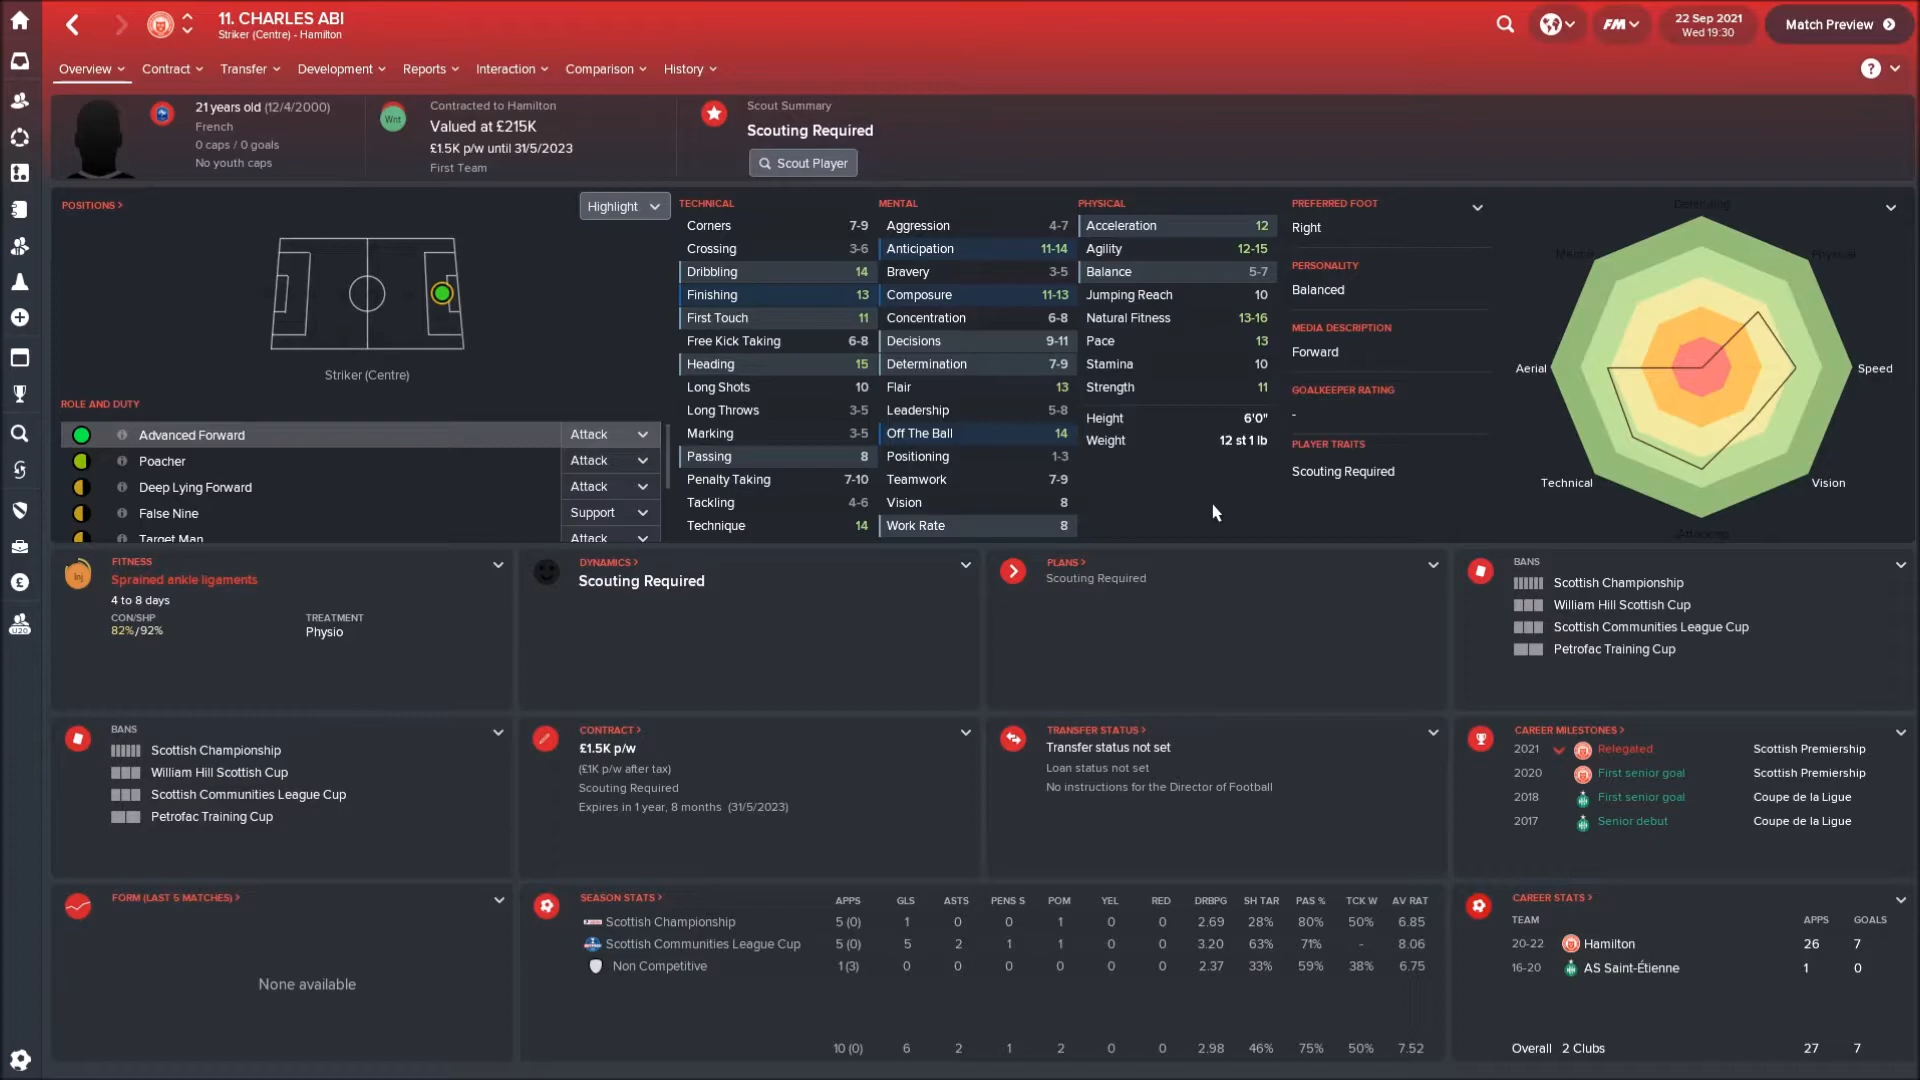 11. CHARLES ABI
Striker (Centre) - Hamilton
FM
22 Sep 2021
Wed 19:30
Match Preview
Overview
Contract
Transfer
Development
Reports
Interaction
Comparison
History
?
21 years old (12/4/2000)
French
0 caps / 0 goals
No youth caps
Wnt
Contracted to Hamilton
Valued at £215K
£1.5K p/w until 31/5/2023
First Team
Scout Summary
Scouting Required
Scout Player
POSITIONS >
Highlight
Striker (Centre)
ROLE AND DUTY
Advanced Forward Attack
Poacher Attack
Deep Lying Forward Attack
False Nine Support
Target Man Attack
TECHNICAL
Corners 7-9
Crossing 3-6
Dribbling 14
Finishing 13
First Touch 11
Free Kick Taking 6-8
Heading 15
Long Shots 10
Long Throws 3-5
Marking 3-5
Passing 8
Penalty Taking 7-10
Tackling 4-6
Technique 14
MENTAL
Aggression 4-7
Anticipation 11-14
Bravery 3-5
Composure 11-13
Concentration 6-8
Decisions 9-11
Determination 7-9
Flair 13
Leadership 5-8
Off The Ball 14
Positioning 1-3
Teamwork 7-9
Vision 8
Work Rate 8
PHYSICAL
Acceleration 12
Agility 12-15
Balance 5-7
Jumping Reach 10
Natural Fitness 13-16
Pace 13
Stamina 10
Strength 11
Height 6'0"
Weight 12 st 1 lb
PREFERRED FOOT
Right
PERSONALITY
Balanced
MEDIA DESCRIPTION
Forward
GOALKEEPER RATING
-
PLAYER TRAITS
Scouting Required
Defending
Mental
Physical
Aerial
Speed
Technical
Vision
Attacking
Inj
FITNESS
Sprained ankle ligaments
4 to 8 days
CON/SHP TREATMENT
82%/92% Physio
DYNAMICS >
Scouting Required
PLANS >
Scouting Required
BANS
Scottish Championship
William Hill Scottish Cup
Scottish Communities League Cup
Petrofac Training Cup
BANS
Scottish Championship
William Hill Scottish Cup
Scottish Communities League Cup
Petrofac Training Cup
CONTRACT >
£1.5K p/w
(£1K p/w after tax)
Scouting Required
Expires in 1 year, 8 months (31/5/2023)
TRANSFER STATUS >
Transfer status not set
Loan status not set
No instructions for the Director of Football
CAREER MILESTONES >
2021 Relegated Scottish Premiership
2020 First senior goal Scottish Premiership
2018 First senior goal Coupe de la Ligue
2017 Senior debut Coupe de la Ligue
U20
£
FORM (LAST 5 MATCHES) >
None available
SEASON STATS > APPS GLS ASTS PENS S POM YEL RED DRBPG SH TAR PAS % TCK W AV RAT
Scottish Championship 5 (0) 1 0 0 1 0 0 2.69 28% 80% 50% 6.85
Scottish Communities League Cup 5 (0) 5 2 1 1 0 0 3.20 63% 71% - 8.06
Non Competitive 1 (3) 0 0 0 0 0 0 2.37 33% 59% 38% 6.75
10 (0) 6 2 1 2 0 0 2.98 46% 75% 50% 7.52
CAREER STATS >
TEAM APPS GOALS
20-22 Hamilton 26 7
16-20 AS Saint-Étienne 1 0
Overall 2 Clubs 27 7